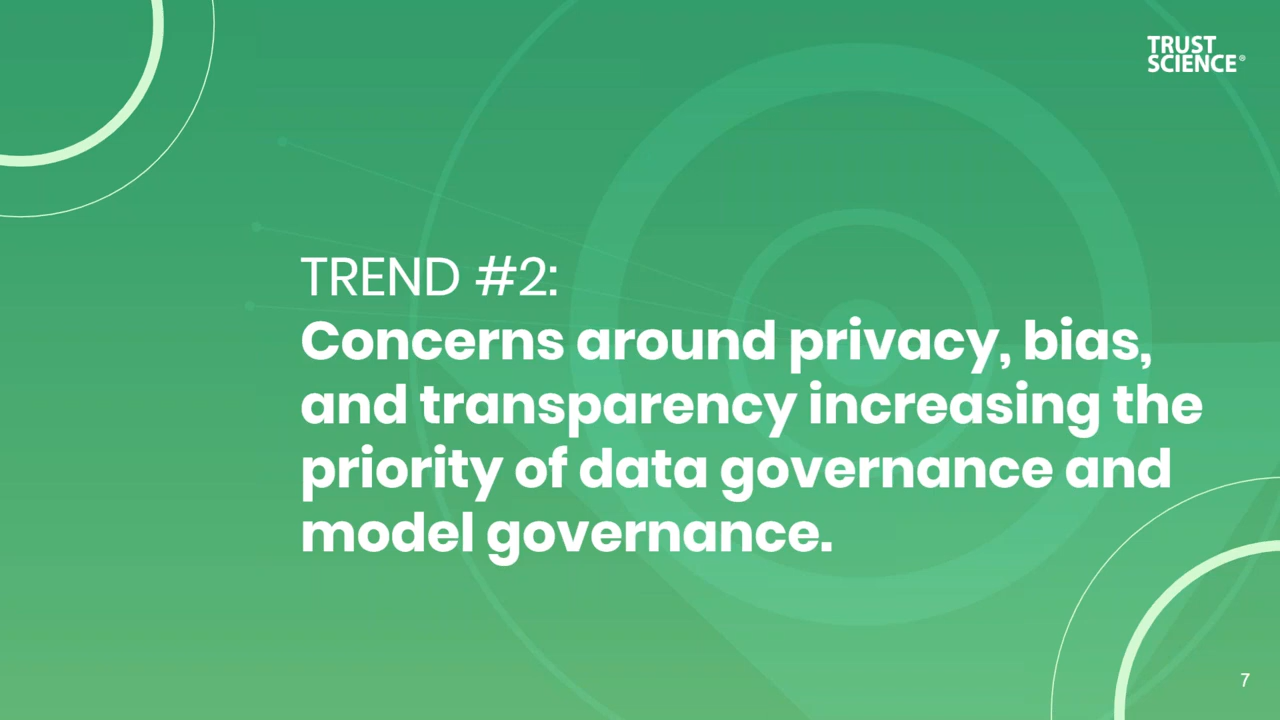 TRUST
SCIENCE®
TREND #2:
Concerns around privacy, bias,
and transparency increasing the
priority of data governance and
model governance.
7